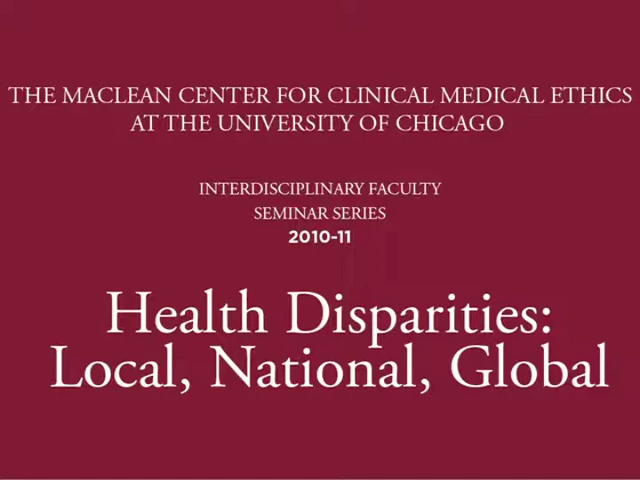 THE MACLEAN CENTER FOR CLINICAL MEDICAL ETHICS
AT THE UNIVERSITY OF CHICAGO
INTERDISCIPLINARY FACULTY
SEMINAR SERIES
2010-11
Health Disparities:
Local, National, Global